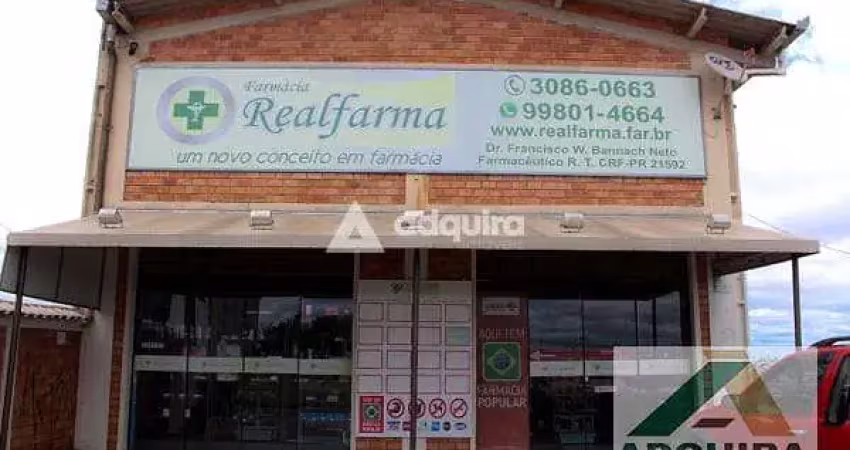 Farmácia
Realfarma
um novo conceito em farmácia
3086-0663
99801-4664
www.realfarma.far.br
Dr. Francisco W. Bannach Neto
Farmacêutico R. T. CRF-PR 21592
adquira
AQUI TEM
FARMÁCIA
POPULAR
ADQUIRA